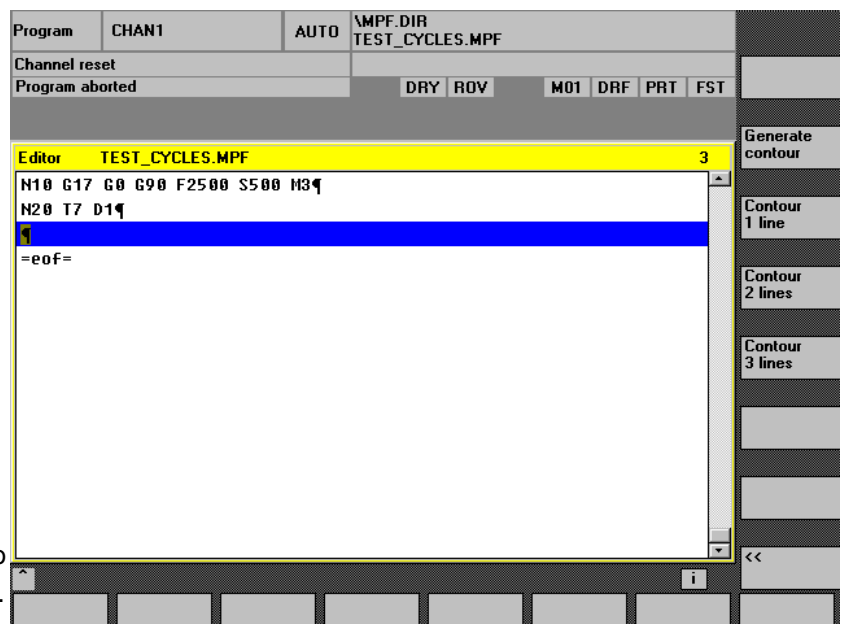 Program CHAN1 AUTO \MPF.DIR
TEST_CYCLES.MPF
Channel reset
Program aborted DRY ROV M01 DRF PRT FST
Editor TEST_CYCLES.MPF 3
N10 G17 G0 G90 F2500 S500 M3¶
N20 T7 D1¶
¶
=eof=
^
i
Generate
contour
Contour
1 line
Contour
2 lines
Contour
3 lines
<<